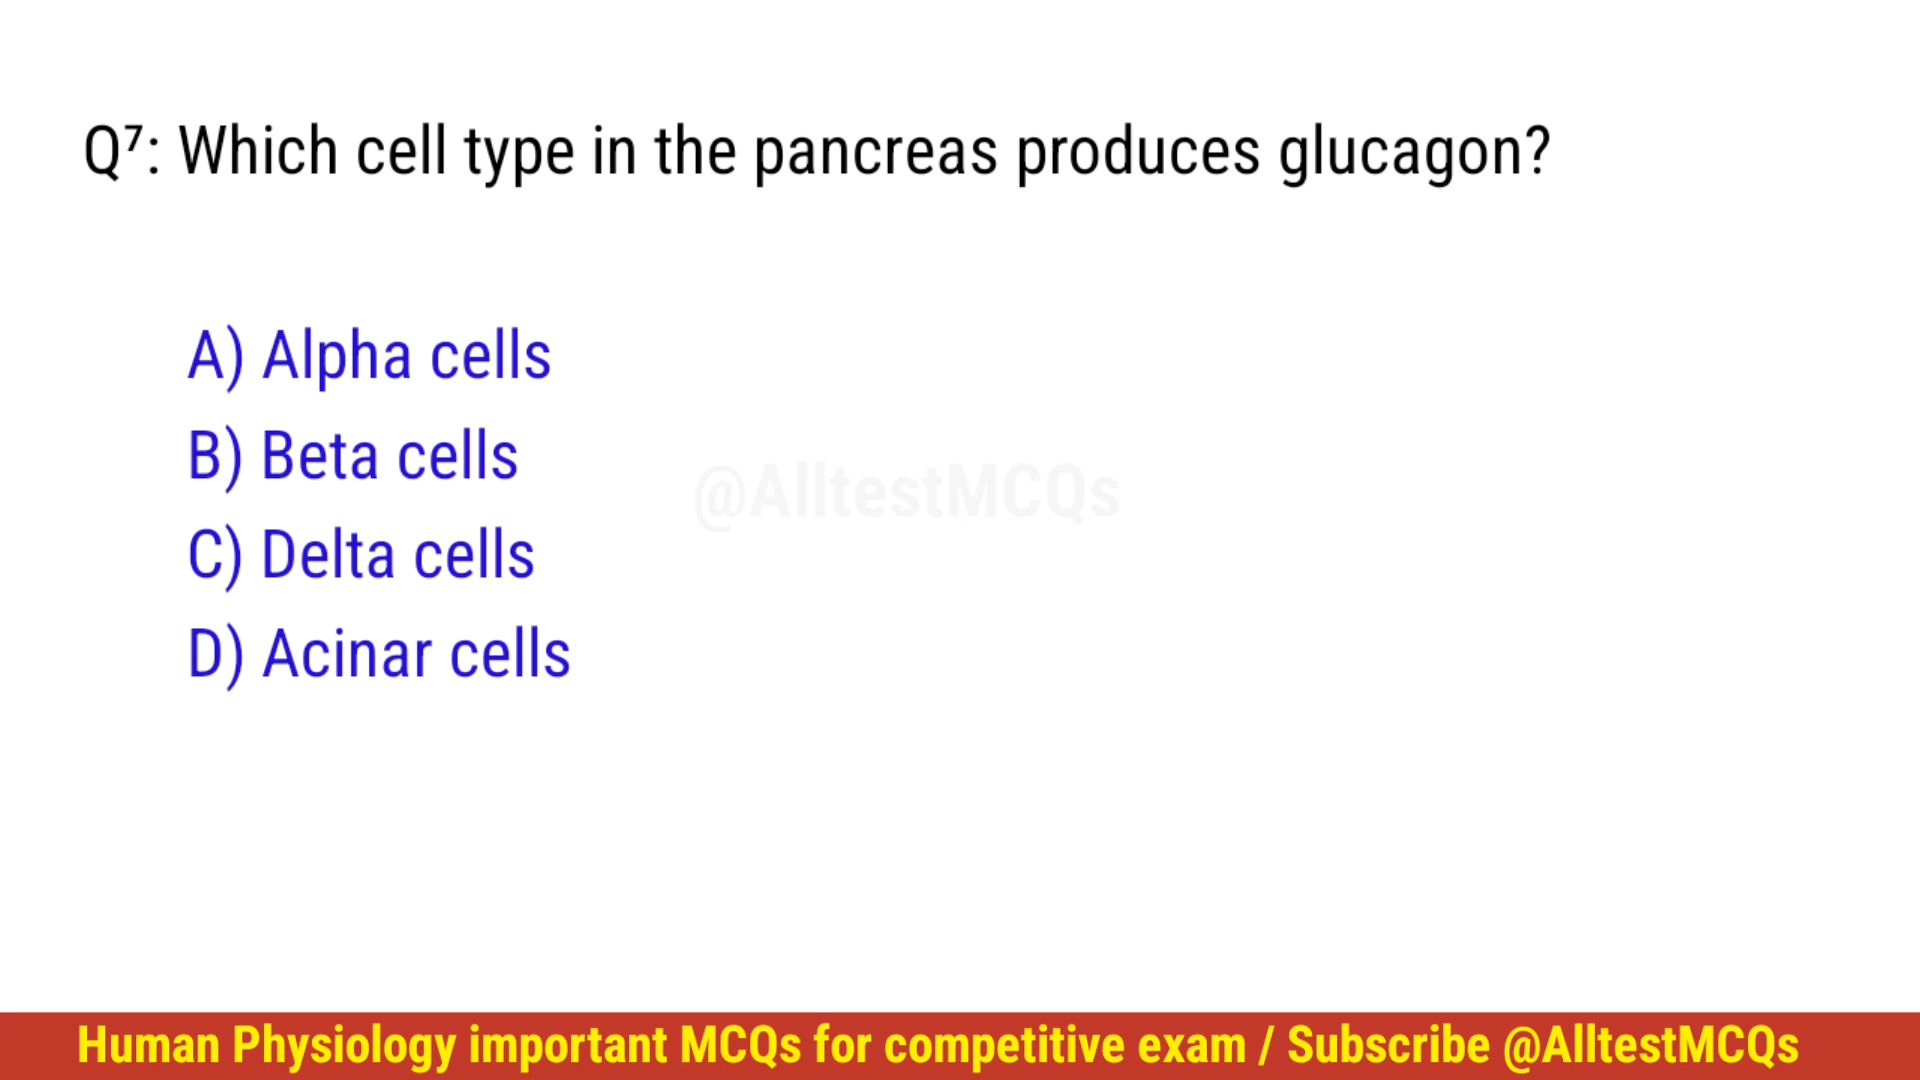 Q⁷: Which cell type in the pancreas produces glucagon?
A) Alpha cells
B) Beta cells
@AlltestMCQs
C) Delta cells
D) Acinar cells
Human Physiology important MCQs for competitive exam / Subscribe @AlltestMCQs